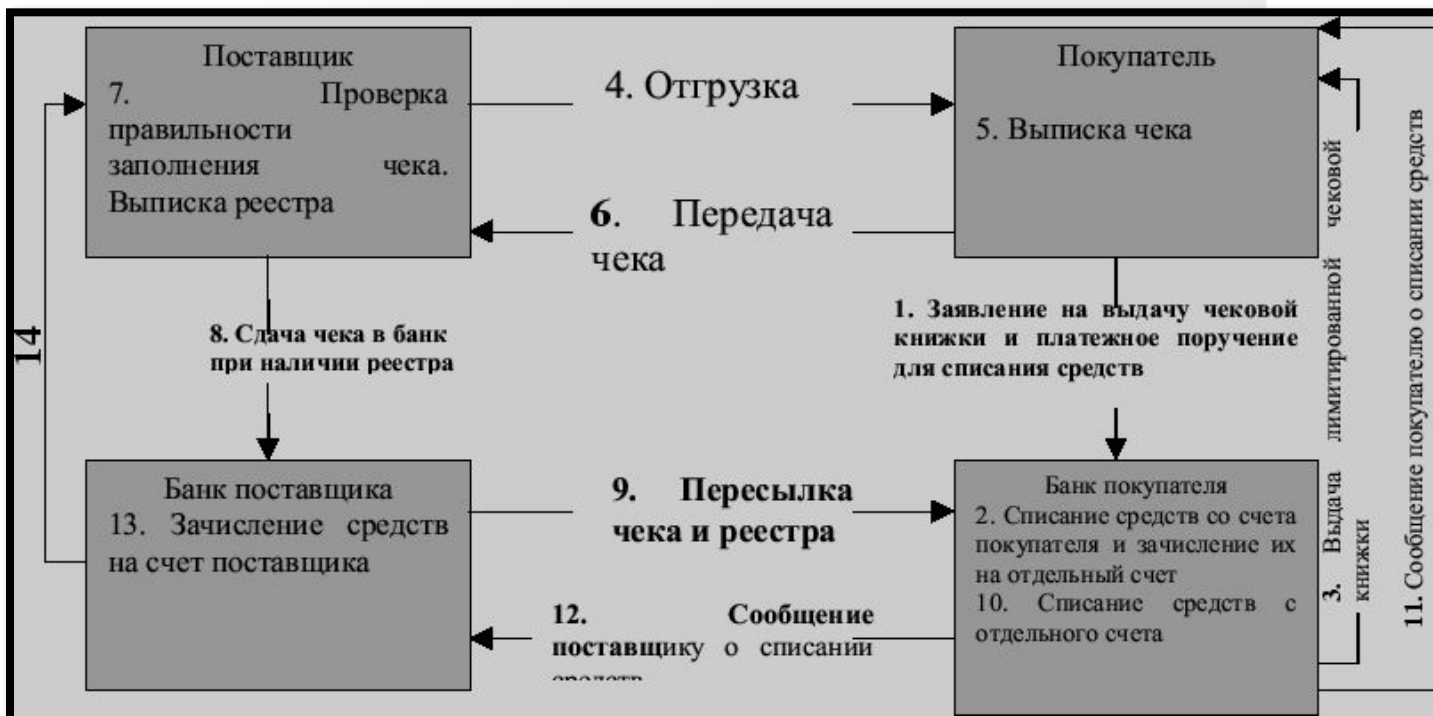 Поставщик
7. Проверка
правильности
заполнения чека.
Выписка реестра
4. Отгрузка
Покупатель
5. Выписка чека
6. Передача
чека
14
8. Сдача чека в банк
при наличии реестра
1. Заявление на выдачу чековой
книжки и платежное поручение
для списания средств
3. Выдача лимитированной чековой
книжки
11. Сообщение покупателю о списании средств
Банк поставщика
13. Зачисление средств
на счет поставщика
9. Пересылка
чека и реестра
12. Сообщение
поставщику о списании
Банк покупателя
2. Списание средств со счета
покупателя и зачисление их
на отдельный счет
10. Списание средств с
отдельного счета